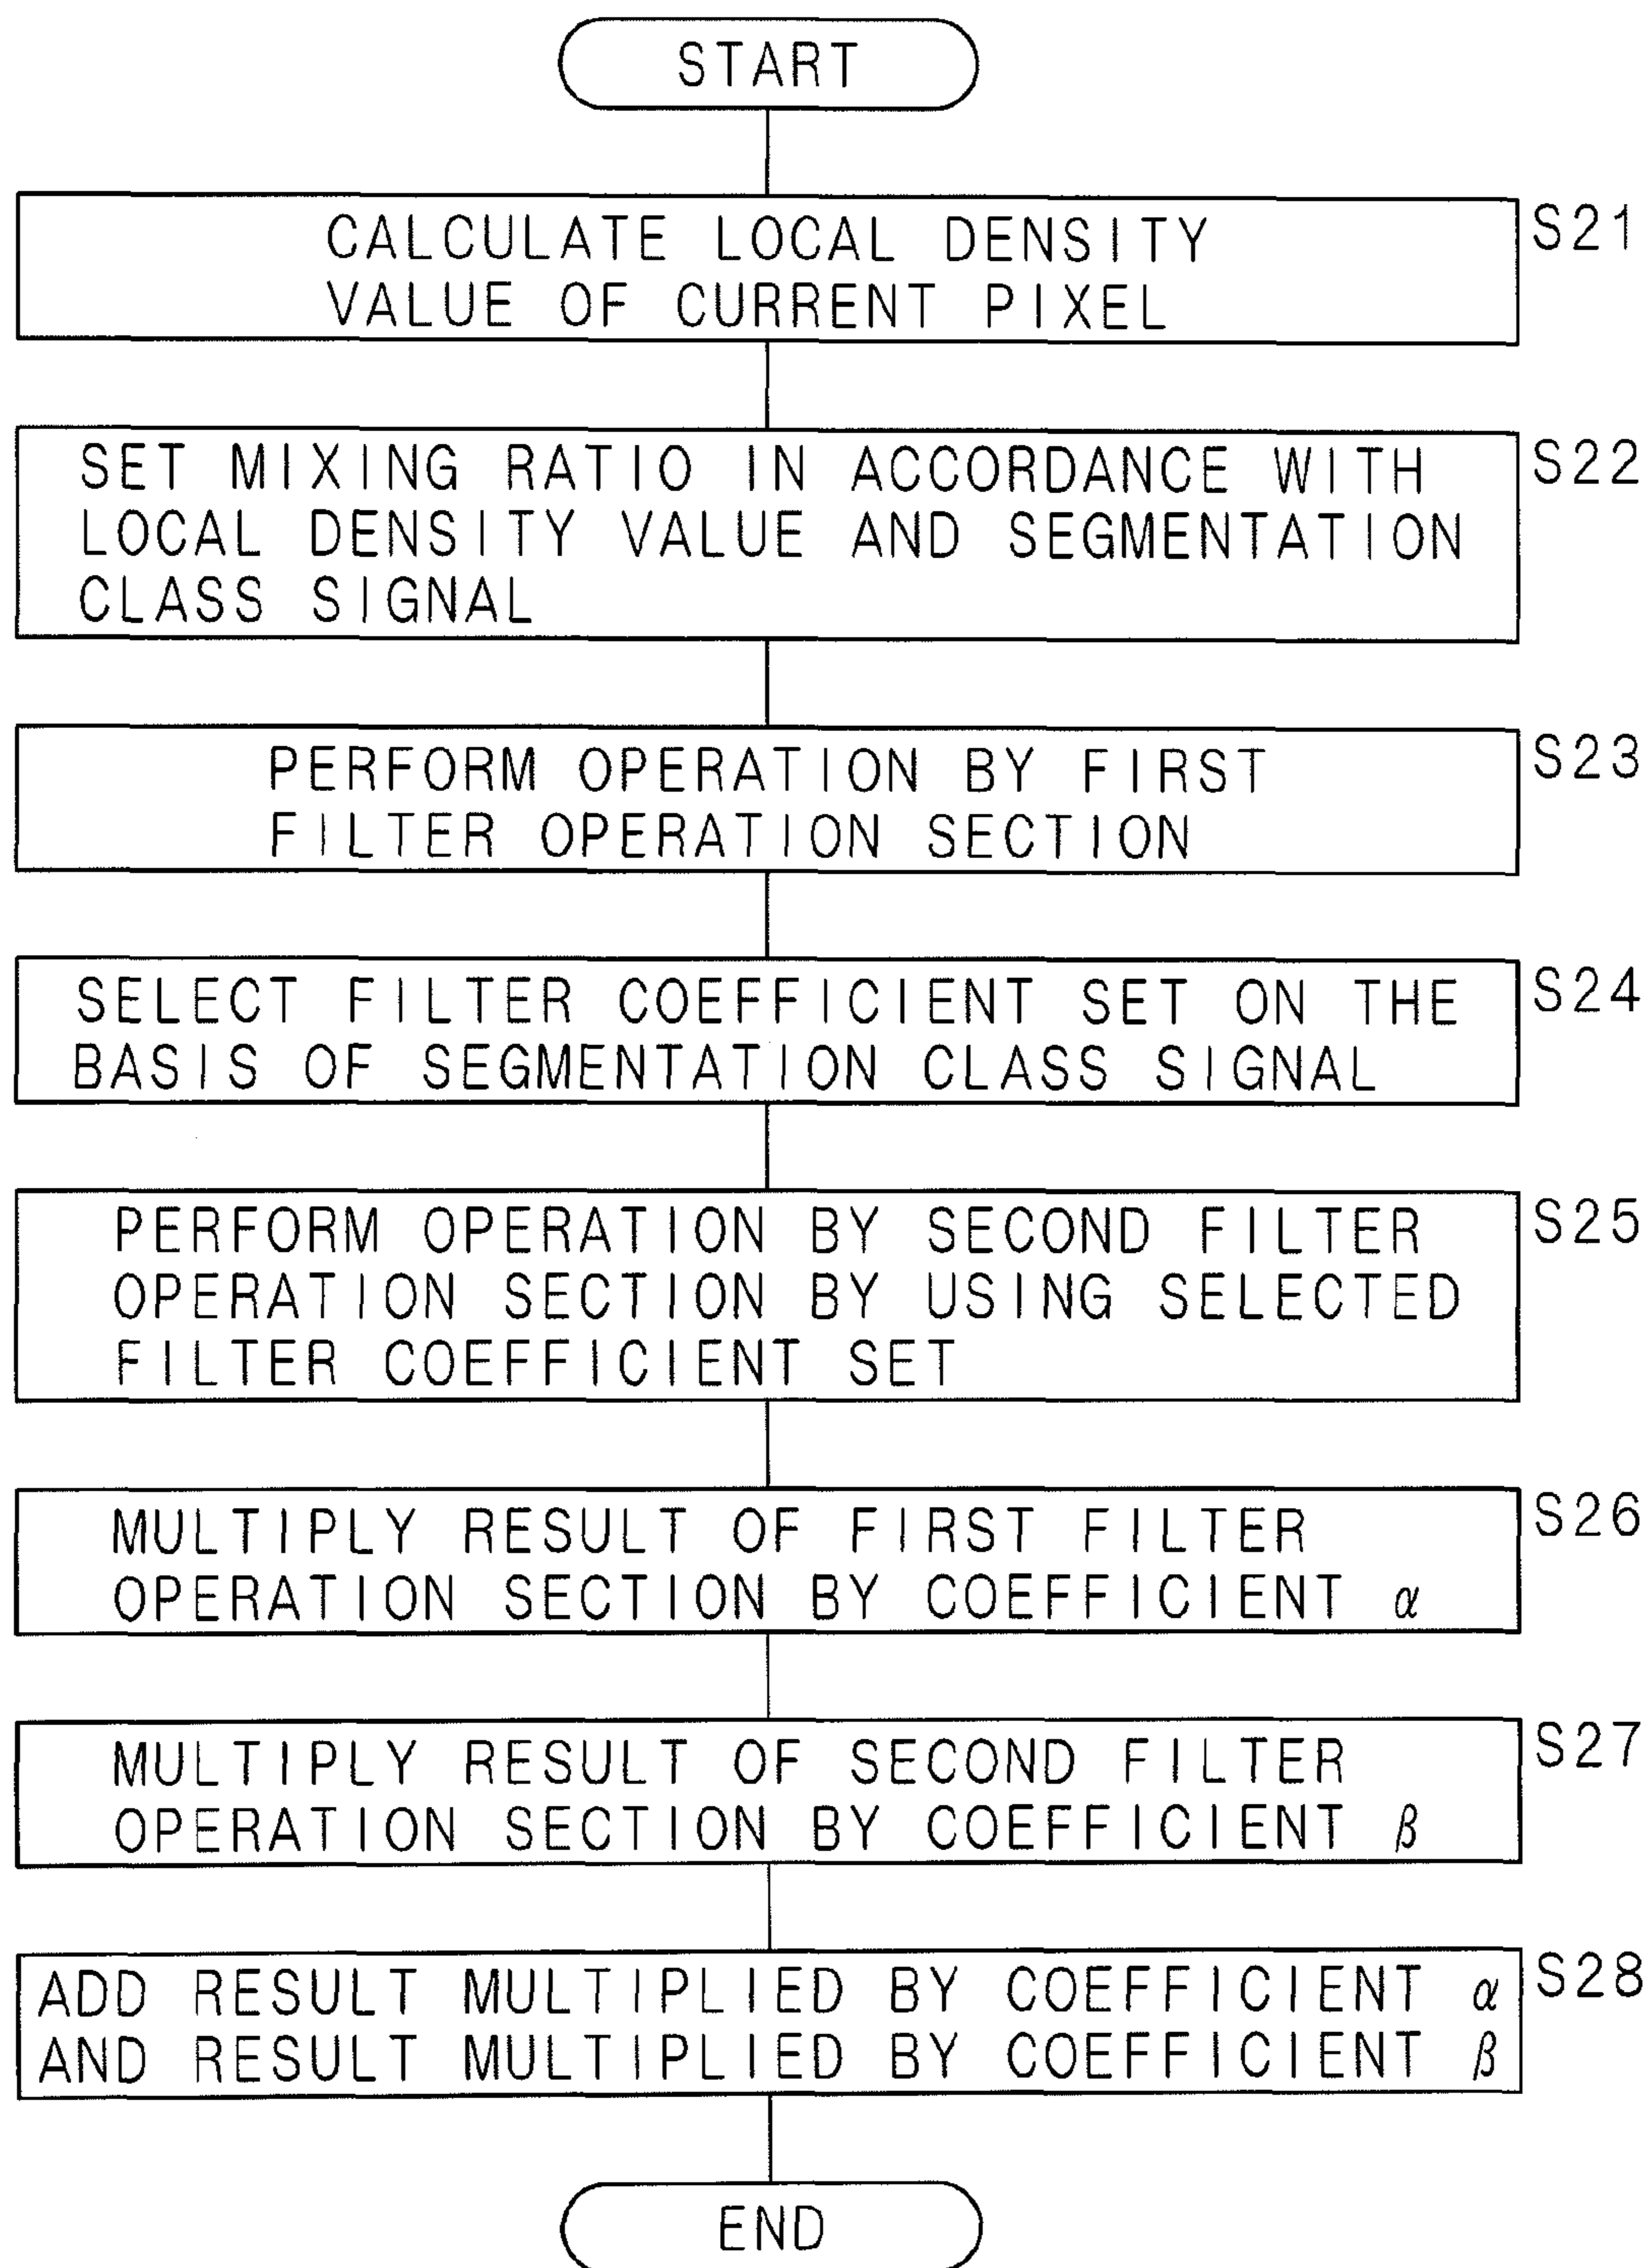 START
CALCULATE LOCAL DENSITY
VALUE OF CURRENT PIXEL
S21
SET MIXING RATIO IN ACCORDANCE WITH
LOCAL DENSITY VALUE AND SEGMENTATION
CLASS SIGNAL
S22
PERFORM OPERATION BY FIRST
FILTER OPERATION SECTION
S23
SELECT FILTER COEFFICIENT SET ON THE
BASIS OF SEGMENTATION CLASS SIGNAL
S24
PERFORM OPERATION BY SECOND FILTER
OPERATION SECTION BY USING SELECTED
FILTER COEFFICIENT SET
S25
MULTIPLY RESULT OF FIRST FILTER
OPERATION SECTION BY COEFFICIENT α
S26
MULTIPLY RESULT OF SECOND FILTER
OPERATION SECTION BY COEFFICIENT β
S27
ADD RESULT MULTIPLIED BY COEFFICIENT α
AND RESULT MULTIPLIED BY COEFFICIENT β
S28
END